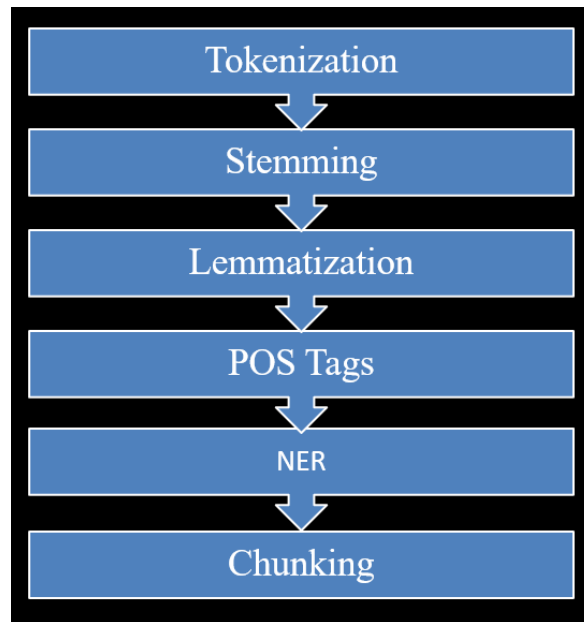 Tokenization
Stemming
Lemmatization
POS Tags
NER
Chunking